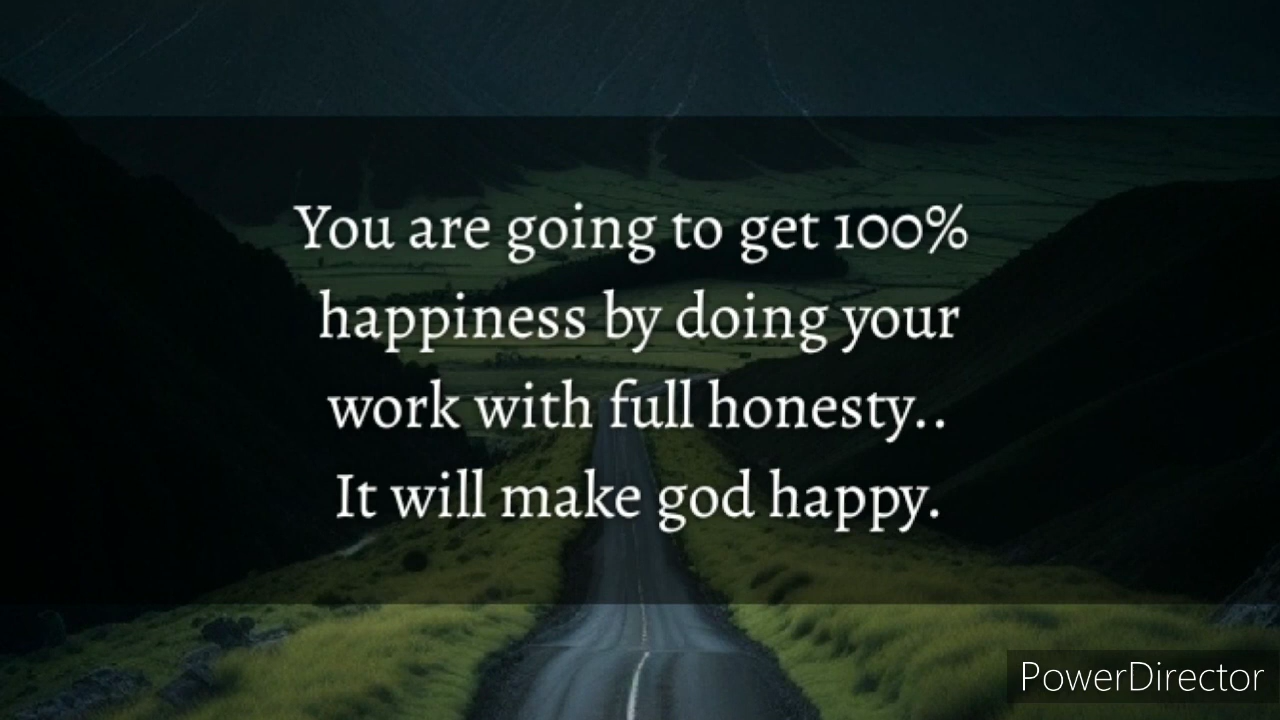 You are going to get 100%
happiness by doing your
work with full honesty..
It will make god happy.
PowerDirector